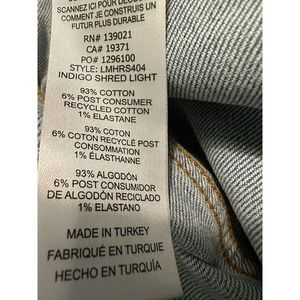 SCANNEZ ICI POUR DÉCOUVRIR
COMMENT JE CONSTRUIS UN
FUTUR PLUS DURABLE
RN# 139021
CA# 19371
PO# 1296100
STYLE: LMHRS404
INDIGO SHRED LIGHT
93% COTTON
6% POST CONSUMER
RECYCLED COTTON
1% ELASTANE
93% COTON
6% COTON RECYCLÉ POST
CONSOMMATION
1% ÉLASTHANNE
93% ALGODÓN
6% POST CONSUMIDOR
DE ALGODÓN RECICLADO
1% ELASTANO
MADE IN TURKEY
FABRIQUÉ EN TURQUIE
HECHO EN TURQUÍA